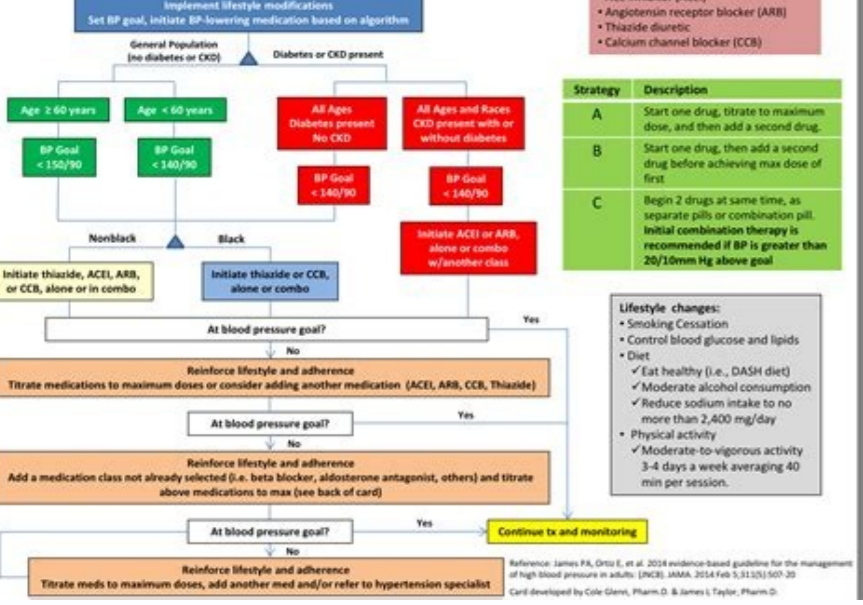 Implement lifestyle modifications
Set BP goal, initiate BP-lowering medication based on algorithm
General Population
(no diabetes or CKD)
Diabetes or CKD present
Age ≥ 60 years
Age < 60 years
All Ages
Diabetes present
No CKD
All Ages and Races
CKD present with or
without diabetes
BP Goal
< 150/90
BP Goal
< 140/90
BP Goal
< 140/90
BP Goal
< 140/90
Initiate ACEI or ARB,
alone or combo
w/another class
Nonblack
Black
Initiate thiazide, ACEI, ARB,
or CCB, alone or in combo
Initiate thiazide or CCB,
alone or combo
At blood pressure goal?
Yes
No
Reinforce lifestyle and adherence
Titrate medications to maximum doses or consider adding another medication (ACEI, ARB, CCB, Thiazide)
At blood pressure goal?
Yes
No
Reinforce lifestyle and adherence
Add a medication class not already selected (i.e. beta blocker, aldosterone antagonist, others) and titrate
above medications to max (see back of card)
At blood pressure goal?
Yes
Continue tx and monitoring
No
Reinforce lifestyle and adherence
Titrate meds to maximum doses, add another med and/or refer to hypertension specialist
• Angiotensin receptor blocker (ARB)
• Thiazide diuretic
• Calcium channel blocker (CCB)
Strategy Description
A Start one drug, titrate to maximum
dose, and then add a second drug.
B Start one drug, then add a second
drug before achieving max dose of
first
C Begin 2 drugs at same time, as
separate pills or combination pill.
Initial combination therapy is
recommended if BP is greater than
20/10mm Hg above goal
Lifestyle changes:
• Smoking Cessation
• Control blood glucose and lipids
• Diet
✓Eat healthy (i.e., DASH diet)
✓Moderate alcohol consumption
✓Reduce sodium intake to no
more than 2,400 mg/day
• Physical activity
✓Moderate-to-vigorous activity
3-4 days a week averaging 40
min per session.
Reference: James PA, Ortiz E, et al. 2014 evidence-based guideline for the management
of high blood pressure in adults: (JNC8). JAMA. 2014 Feb 5;311(5):507-20
Card developed by Cole Glenn, Pharm.D. & James L Taylor, Pharm.D.